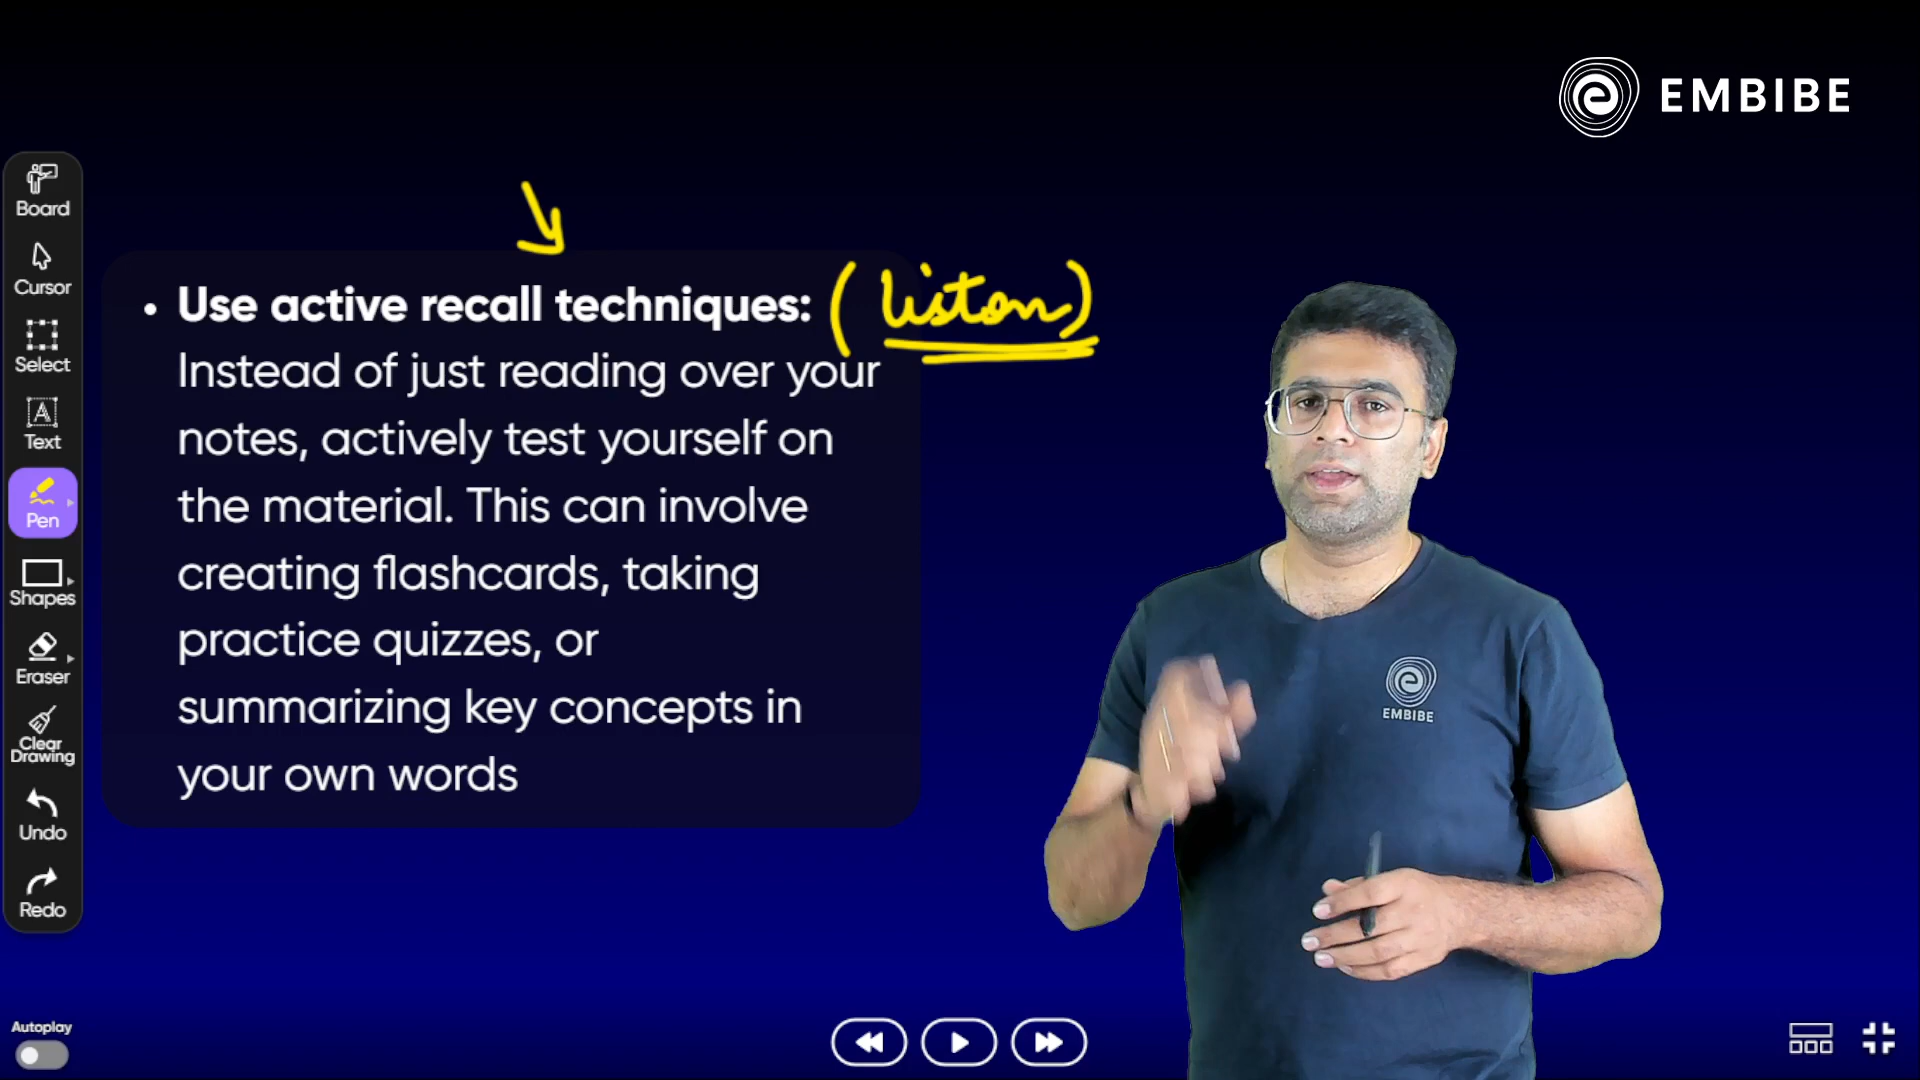 EMBIBE
Board
Cursor
Select
Text
Pen
Shapes
Eraser
Clear
Drawing
Undo
Redo
Autoplay
• Use active recall techniques: (listen)
Instead of just reading over your
notes, actively test yourself on
the material. This can involve
creating flashcards, taking
practice quizzes, or
summarizing key concepts in
your own words
EMBIBE